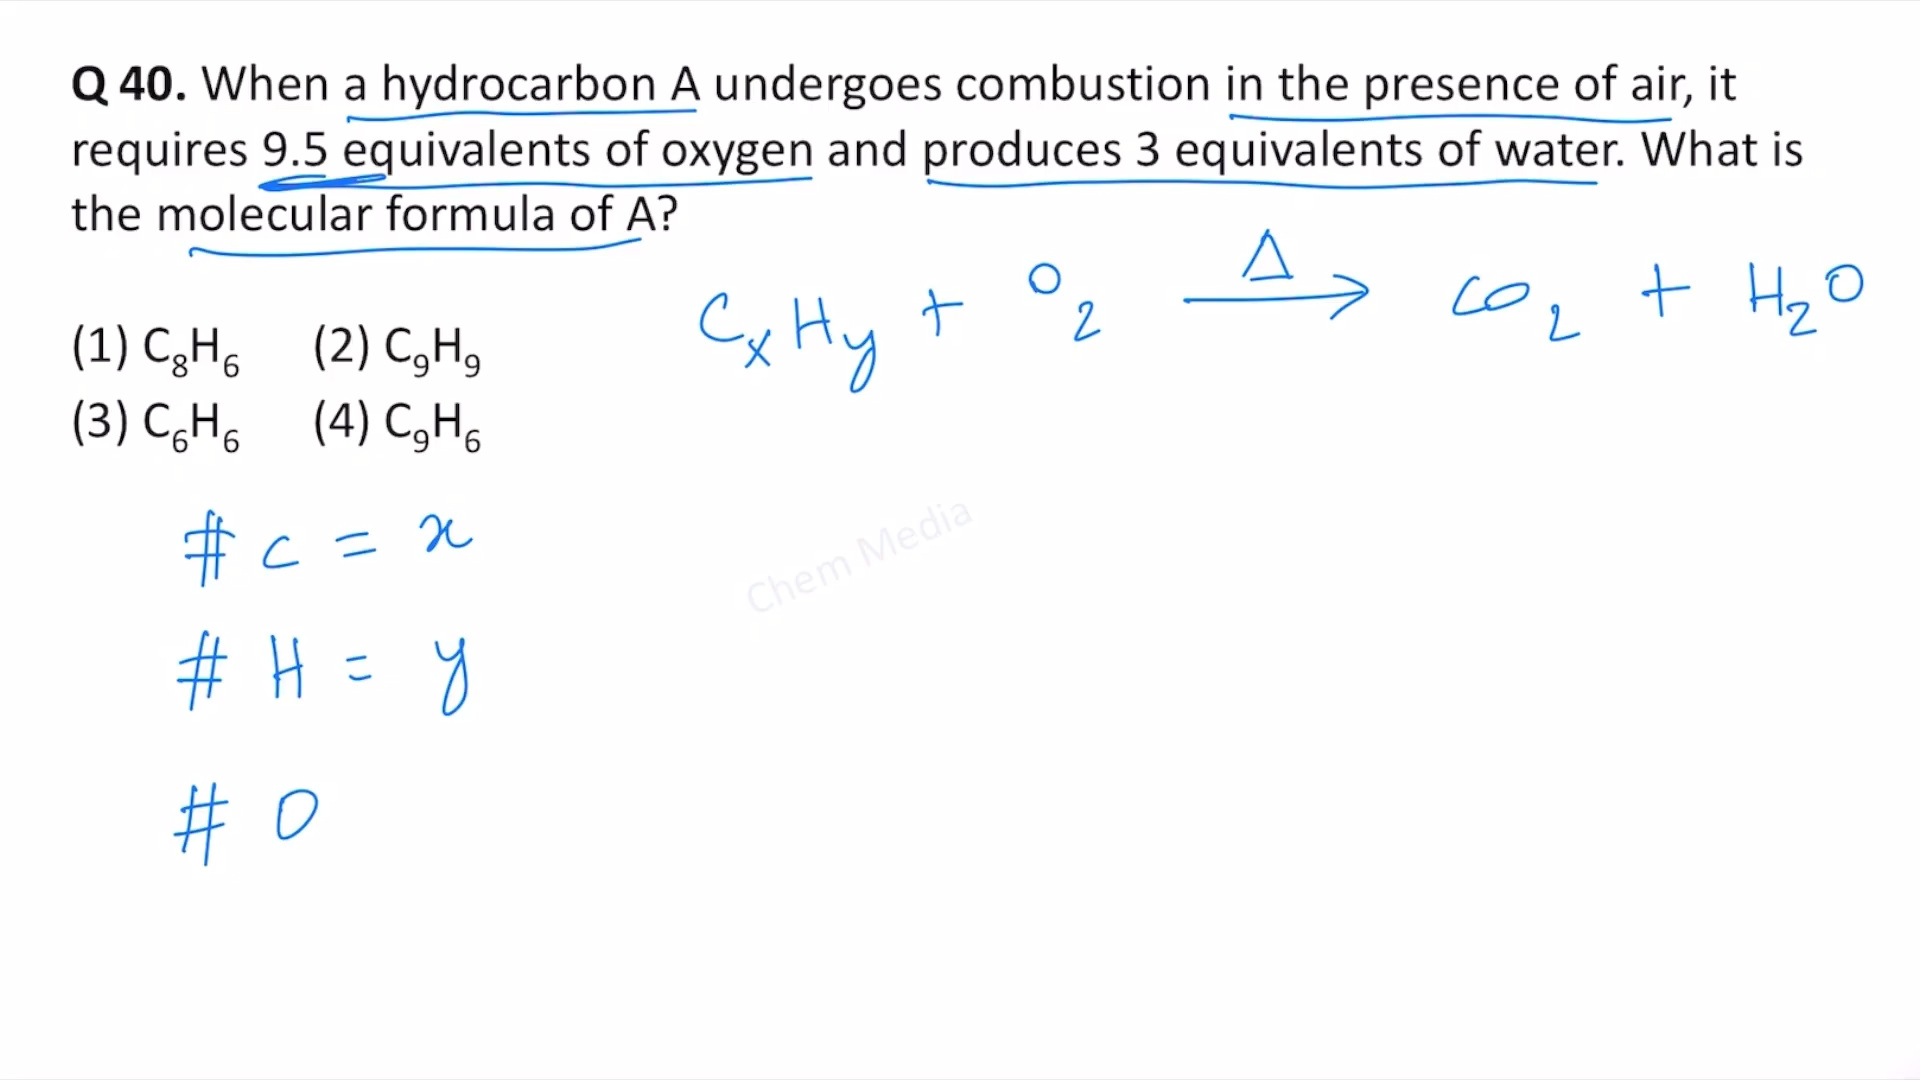 Q 40. When a hydrocarbon A undergoes combustion in the presence of air, it
requires 9.5 equivalents of oxygen and produces 3 equivalents of water. What is
the molecular formula of A?
CxHy + O2 —Δ→ CO2 + H2O
(1) C₈H₆ (2) C₉H₉
(3) C₆H₆ (4) C₉H₆
# C = x
Chem Media
# H = y
# O